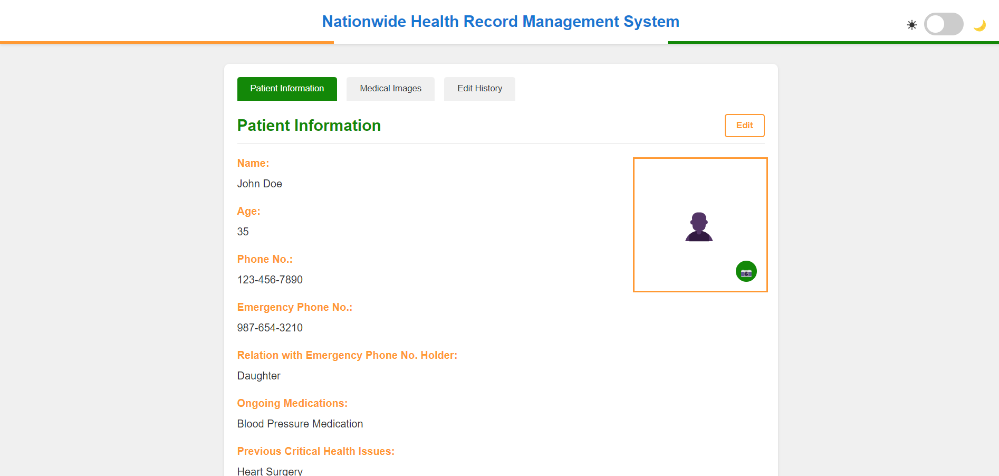 Nationwide Health Record Management System
Patient Information
Medical Images
Edit History
Patient Information
Edit
Name:
John Doe
Age:
35
Phone No.:
123-456-7890
Emergency Phone No.:
987-654-3210
Relation with Emergency Phone No. Holder:
Daughter
Ongoing Medications:
Blood Pressure Medication
Previous Critical Health Issues:
Heart Surgery